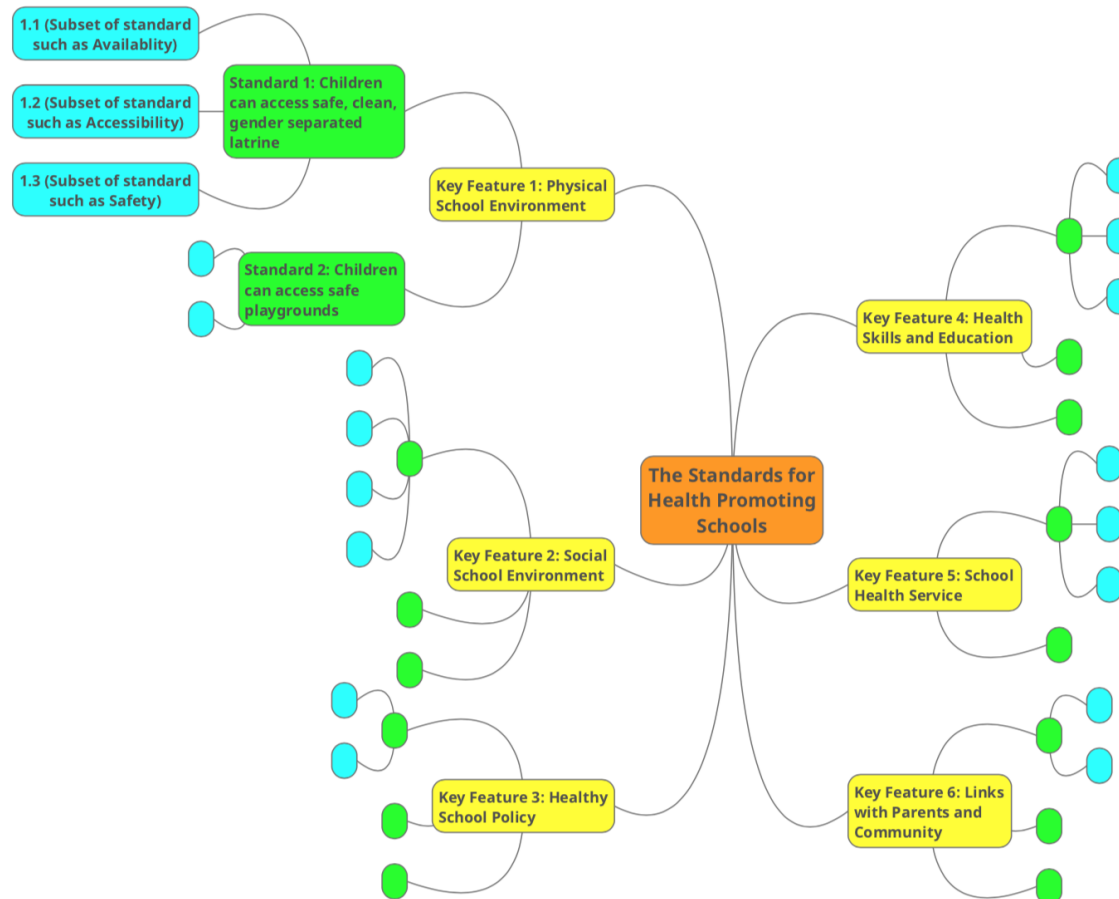 1.1 (Subset of standard
such as Availablity)
1.2 (Subset of standard
such as Accessibility)
1.3 (Subset of standard
such as Safety)
Standard 1: Children
can access safe, clean,
gender separated
latrine
Standard 2: Children
can access safe
playgrounds
Key Feature 1: Physical
School Environment
Key Feature 2: Social
School Environment
Key Feature 3: Healthy
School Policy
The Standards for
Health Promoting
Schools
Key Feature 4: Health
Skills and Education
Key Feature 5: School
Health Service
Key Feature 6: Links
with Parents and
Community